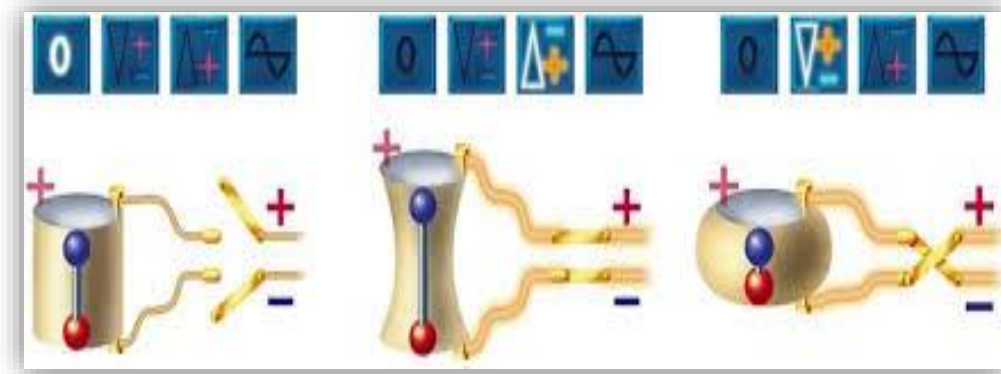 0 0 0
+ + +
+ + +
− − −